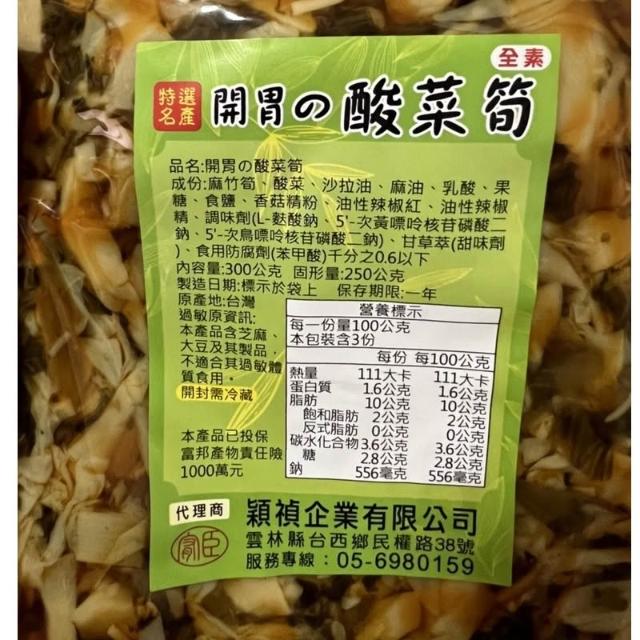 全素
特選名產
開胃の酸菜筍
品名:開胃の酸菜筍
成份:麻竹筍、酸菜、沙拉油、麻油、乳酸、果
糖、食鹽、香菇精粉、油性辣椒紅、油性辣椒
精、調味劑(L-麩酸鈉、5'-次黃嘌呤核苷磷酸二
鈉、5'-次鳥嘌呤核苷磷酸二鈉)、甘草萃(甜味劑
)、食用防腐劑(苯甲酸)千分之0.6以下
內容量:300公克 固形量:250公克
製造日期:標示於袋上 保存期限:一年
原產地:台灣
過敏原資訊:
本產品含芝麻、
大豆及其製品，
不適合其過敏體
質食用。
開封需冷藏
營養標示
每一份量100公克
本包裝含3份
每份 每100公克
熱量 111大卡 111大卡
蛋白質 1.6公克 1.6公克
脂肪 10公克 10公克
飽和脂肪 2公克 2公克
反式脂肪 0公克 0公克
碳水化合物 3.6公克 3.6公克
糖 2.8公克 2.8公克
鈉 556毫克 556毫克
本產品已投保
富邦產物責任險
1000萬元
代理商
穎禎企業有限公司
雲林縣台西鄉民權路38號
服務專線：05-6980159